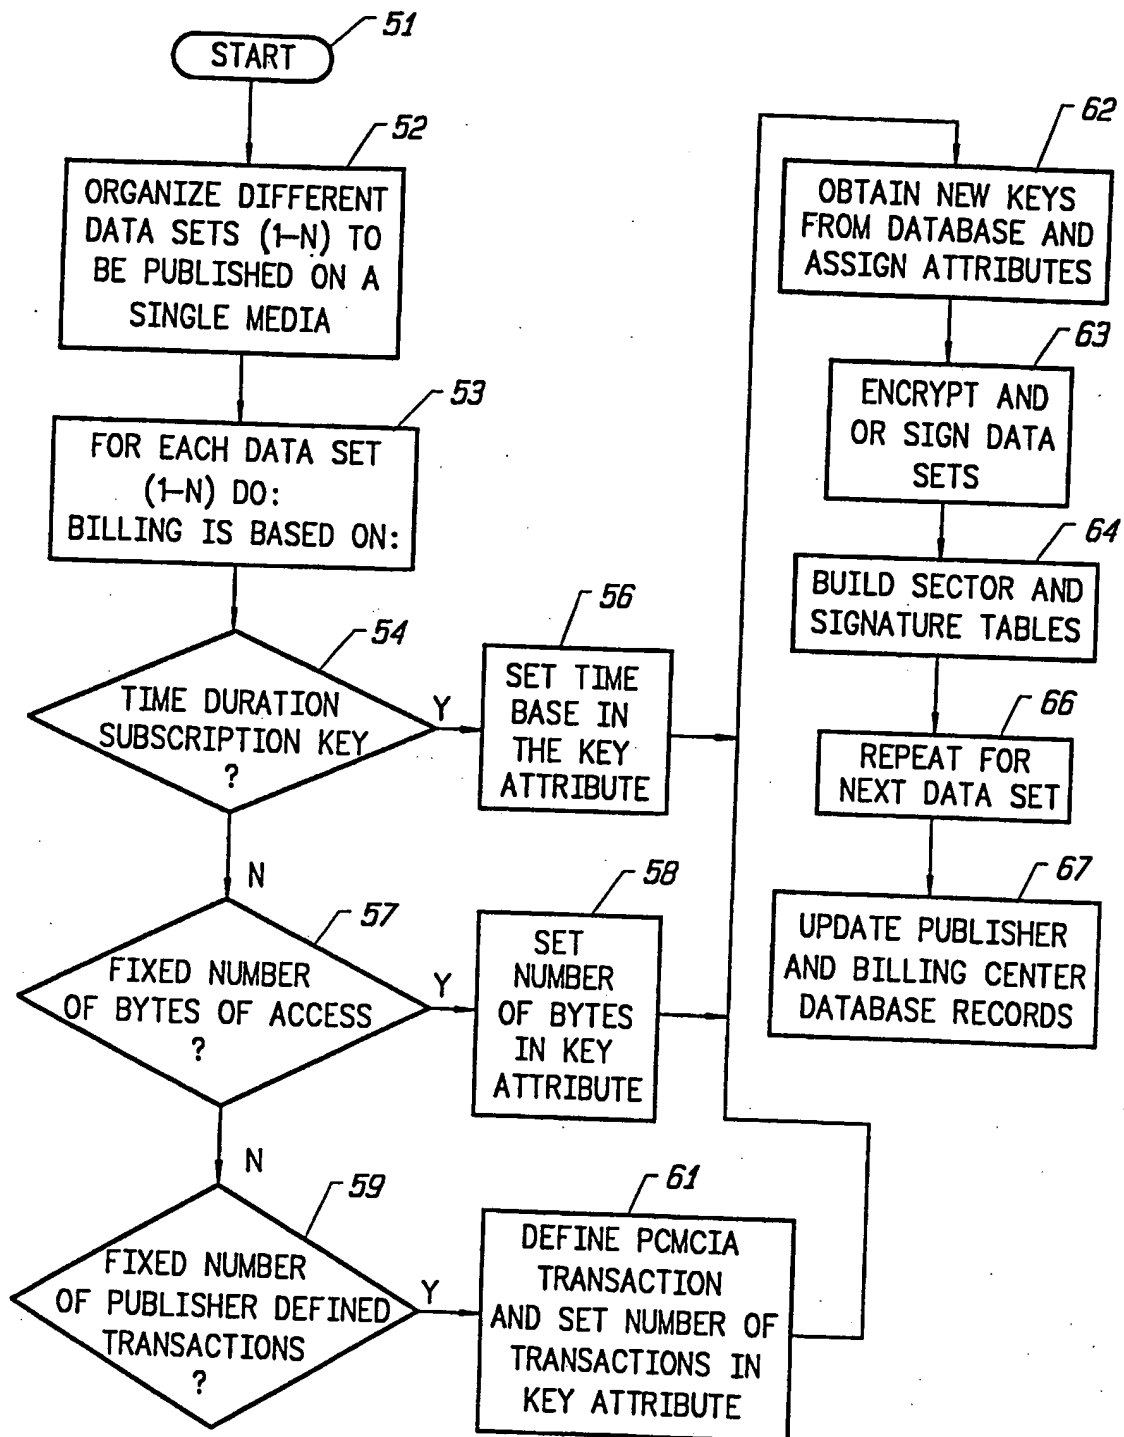 51
START
52
ORGANIZE DIFFERENT
DATA SETS (1-N) TO
BE PUBLISHED ON A
SINGLE MEDIA
53
FOR EACH DATA SET
(1-N) DO:
BILLING IS BASED ON:
54
TIME DURATION
SUBSCRIPTION KEY
?
Y
N
56
SET TIME
BASE IN
THE KEY
ATTRIBUTE
57
FIXED NUMBER
OF BYTES OF ACCESS
?
Y
N
58
SET
NUMBER
OF BYTES
IN KEY
ATTRIBUTE
59
FIXED NUMBER
OF PUBLISHER DEFINED
TRANSACTIONS
?
Y
61
DEFINE PCMCIA
TRANSACTION
AND SET NUMBER OF
TRANSACTIONS IN
KEY ATTRIBUTE
62
OBTAIN NEW KEYS
FROM DATABASE AND
ASSIGN ATTRIBUTES
63
ENCRYPT AND
OR SIGN DATA
SETS
64
BUILD SECTOR AND
SIGNATURE TABLES
66
REPEAT FOR
NEXT DATA SET
67
UPDATE PUBLISHER
AND BILLING CENTER
DATABASE RECORDS